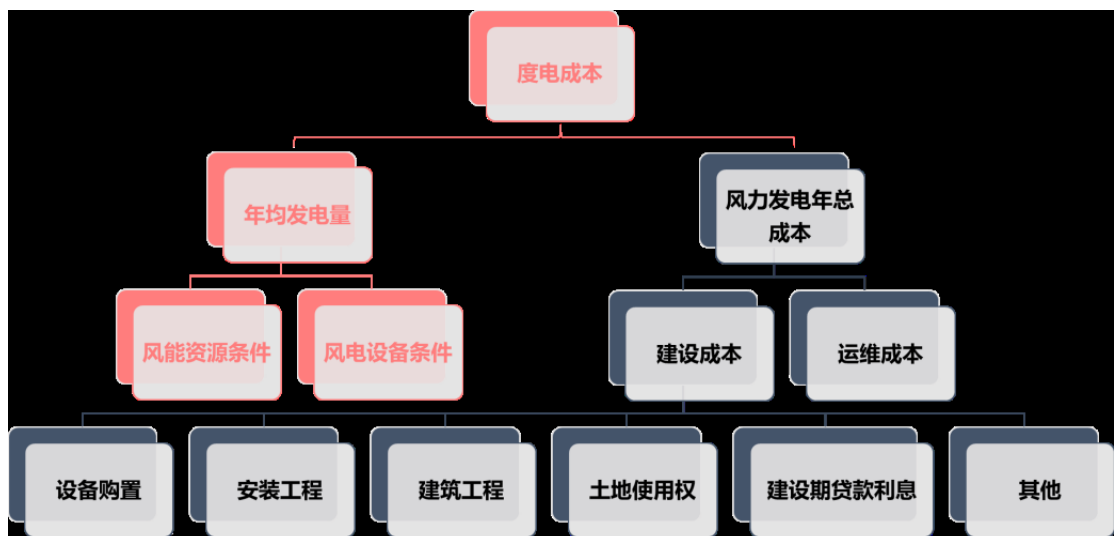 度电成本
年均发电量
风力发电年总
成本
风能资源条件
风电设备条件
建设成本
运维成本
设备购置
安装工程
建筑工程
土地使用权
建设期贷款利息
其他